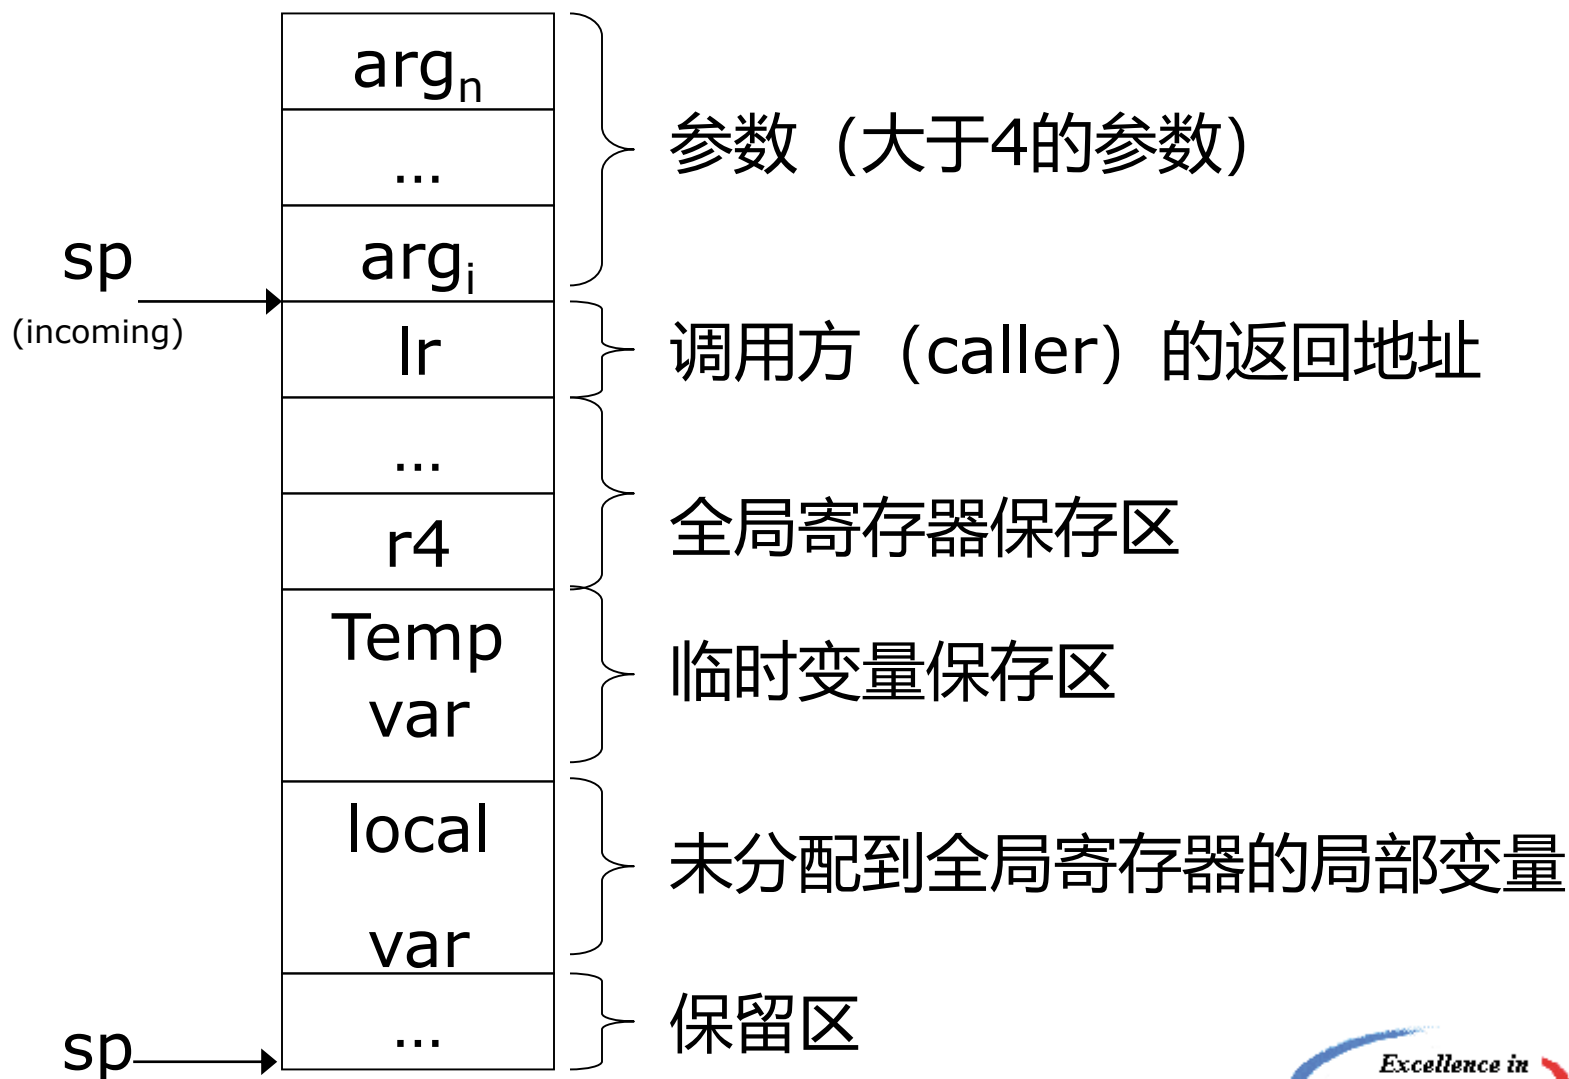 argn
...
参数（大于4的参数）
sp
argi
(incoming)
lr
调用方（caller）的返回地址
...
r4
全局寄存器保存区
Temp
var
临时变量保存区
local
var
未分配到全局寄存器的局部变量
...
保留区
sp
Excellence in